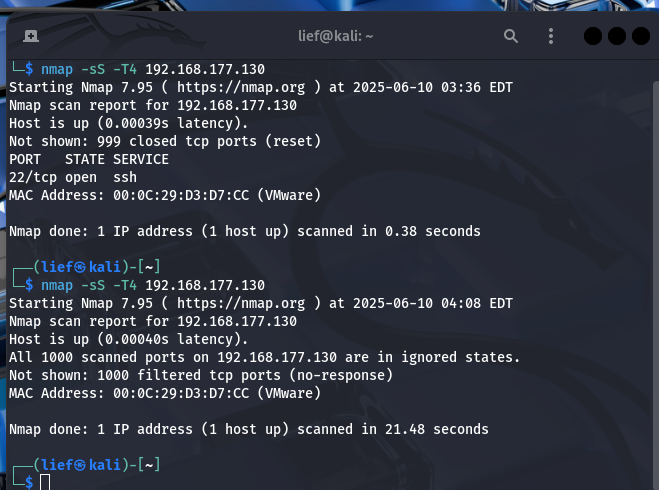 lief@kali: ~
└─$ nmap -sS -T4 192.168.177.130
Starting Nmap 7.95 ( https://nmap.org ) at 2025-06-10 03:36 EDT
Nmap scan report for 192.168.177.130
Host is up (0.00039s latency).
Not shown: 999 closed tcp ports (reset)
PORT   STATE SERVICE
22/tcp open  ssh
MAC Address: 00:0C:29:D3:D7:CC (VMware)
Nmap done: 1 IP address (1 host up) scanned in 0.38 seconds
┌──(lief㉿kali)-[~]
└─$ nmap -sS -T4 192.168.177.130
Starting Nmap 7.95 ( https://nmap.org ) at 2025-06-10 04:08 EDT
Nmap scan report for 192.168.177.130
Host is up (0.00040s latency).
All 1000 scanned ports on 192.168.177.130 are in ignored states.
Not shown: 1000 filtered tcp ports (no-response)
MAC Address: 00:0C:29:D3:D7:CC (VMware)
Nmap done: 1 IP address (1 host up) scanned in 21.48 seconds
┌──(lief㉿kali)-[~]
└─$